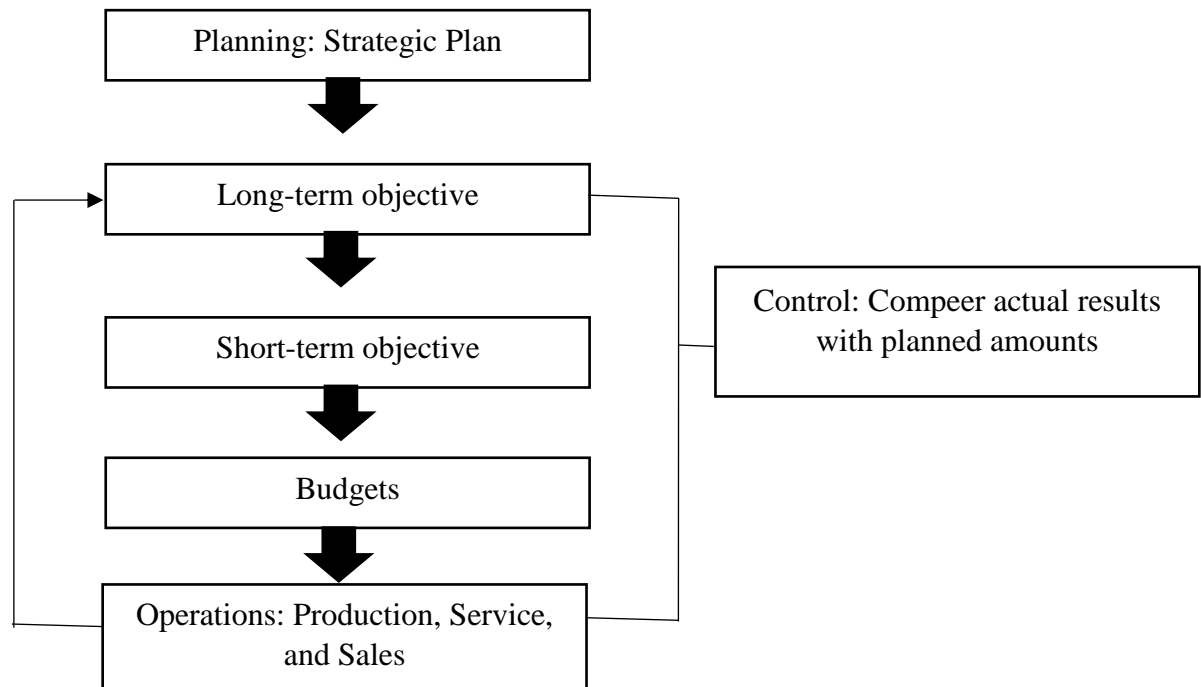 Planning: Strategic Plan
Long-term objective
Short-term objective
Budgets
Operations: Production, Service,
and Sales
Control: Compeer actual results
with planned amounts